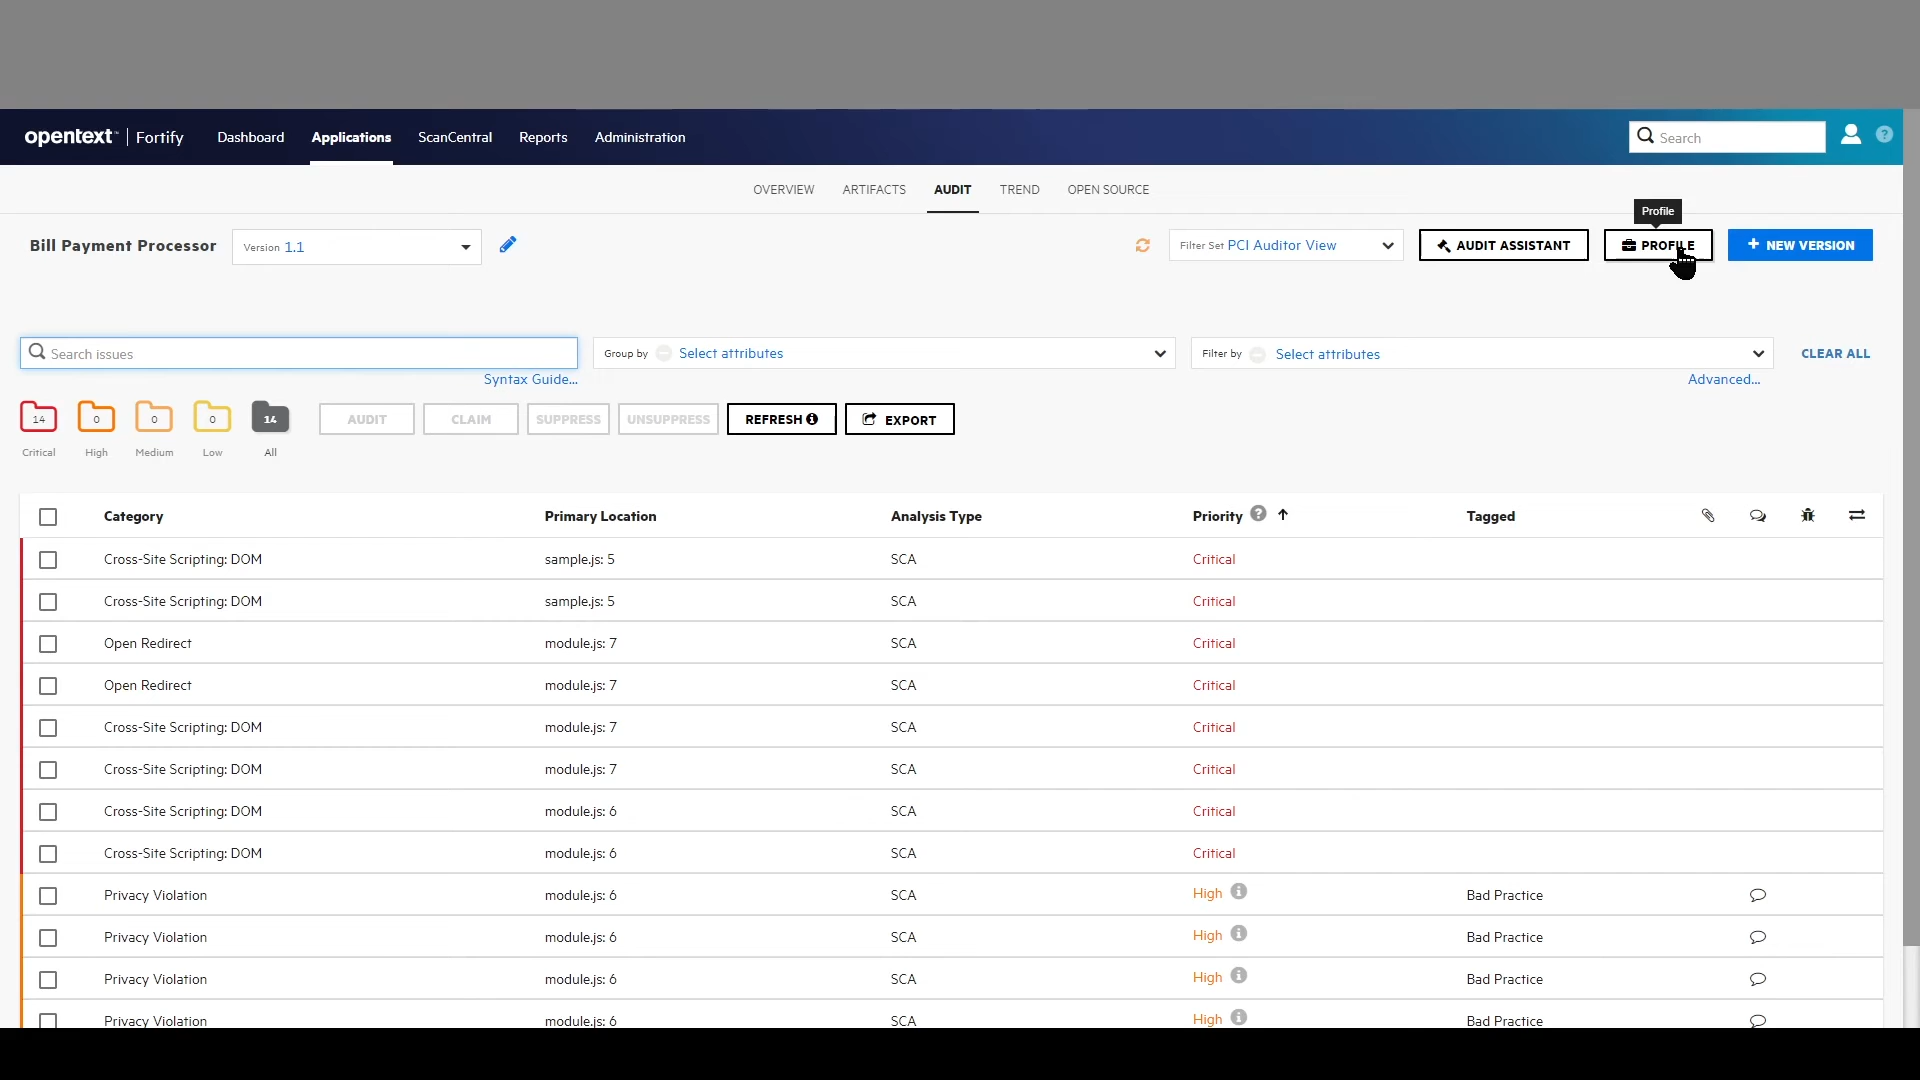 opentext™ | Fortify Dashboard Applications ScanCentral Reports Administration Search ?
OVERVIEW ARTIFACTS AUDIT TREND OPEN SOURCE
Profile
Bill Payment Processor Version 1.1 Filter Set PCI Auditor View AUDIT ASSISTANT PROFILE + NEW VERSION
Search issues Group by Select attributes Filter by Select attributes CLEAR ALL
Syntax Guide... Advanced...
14 0 0 0 14 AUDIT CLAIM SUPPRESS UNSUPPRESS REFRESH EXPORT
Critical High Medium Low All
Category Primary Location Analysis Type Priority ? Tagged
Cross-Site Scripting: DOM sample.js: 5 SCA Critical
Cross-Site Scripting: DOM sample.js: 5 SCA Critical
Open Redirect module.js: 7 SCA Critical
Open Redirect module.js: 7 SCA Critical
Cross-Site Scripting: DOM module.js: 7 SCA Critical
Cross-Site Scripting: DOM module.js: 7 SCA Critical
Cross-Site Scripting: DOM module.js: 6 SCA Critical
Cross-Site Scripting: DOM module.js: 6 SCA Critical
Privacy Violation module.js: 6 SCA High Bad Practice
Privacy Violation module.js: 6 SCA High Bad Practice
Privacy Violation module.js: 6 SCA High Bad Practice
Privacy Violation module.js: 6 SCA High Bad Practice